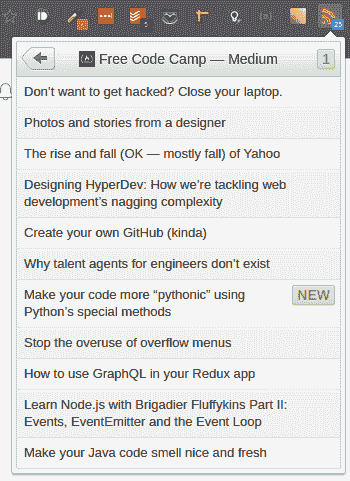 25
Free Code Camp — Medium
1
Don't want to get hacked? Close your laptop.
Photos and stories from a designer
The rise and fall (OK — mostly fall) of Yahoo
Designing HyperDev: How we're tackling web
development's nagging complexity
Create your own GitHub (kinda)
Why talent agents for engineers don't exist
Make your code more “pythonic” using
Python's special methods
NEW
Stop the overuse of overflow menus
How to use GraphQL in your Redux app
Learn Node.js with Brigadier Fluffykins Part II:
Events, EventEmitter and the Event Loop
Make your Java code smell nice and fresh